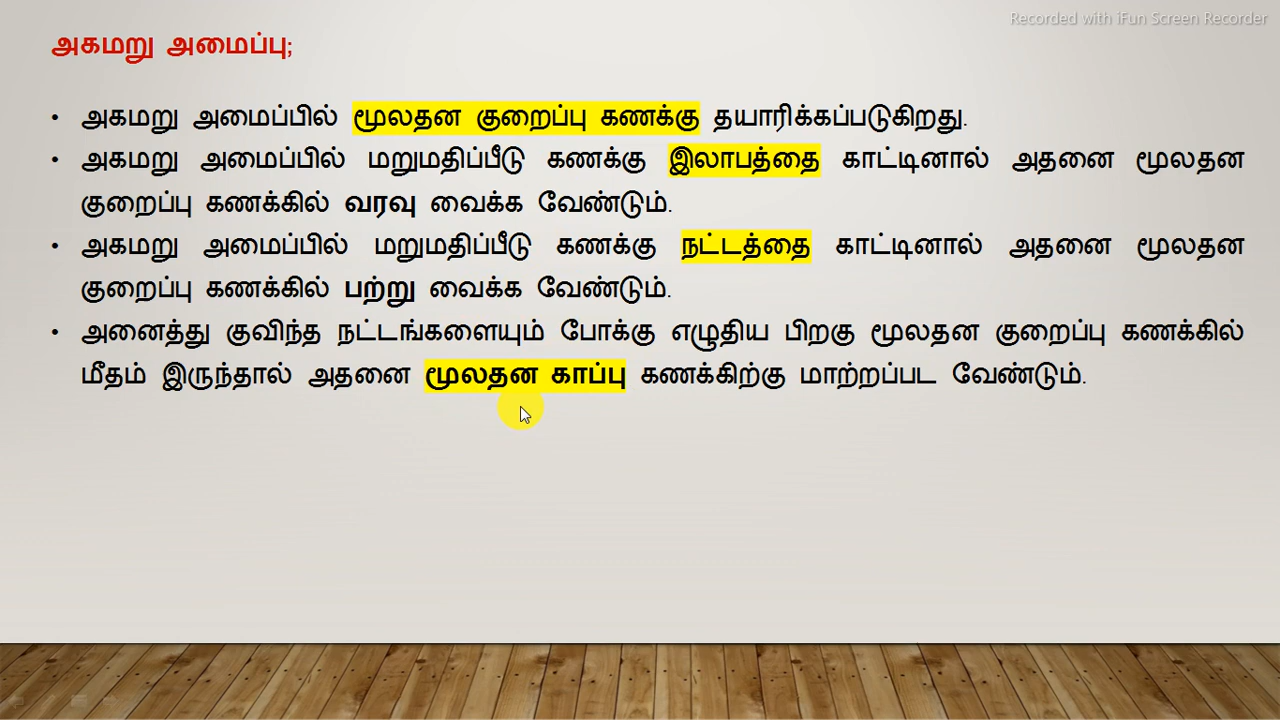 Recorded with iFun Screen Recorder
அகமறு அமைப்பு;
• அகமறு அமைப்பில் மூலதன குறைப்பு கணக்கு தயாரிக்கப்படுகிறது.
• அகமறு அமைப்பில் மறுமதிப்பீடு கணக்கு இலாபத்தை காட்டினால் அதனை மூலதன
குறைப்பு கணக்கில் வரவு வைக்க வேண்டும்.
• அகமறு அமைப்பில் மறுமதிப்பீடு கணக்கு நட்டத்தை காட்டினால் அதனை மூலதன
குறைப்பு கணக்கில் பற்று வைக்க வேண்டும்.
• அனைத்து குவிந்த நட்டங்களையும் போக்கு எழுதிய பிறகு மூலதன குறைப்பு கணக்கில்
மீதம் இருந்தால் அதனை மூலதன காப்பு கணக்கிற்கு மாற்றப்பட வேண்டும்.